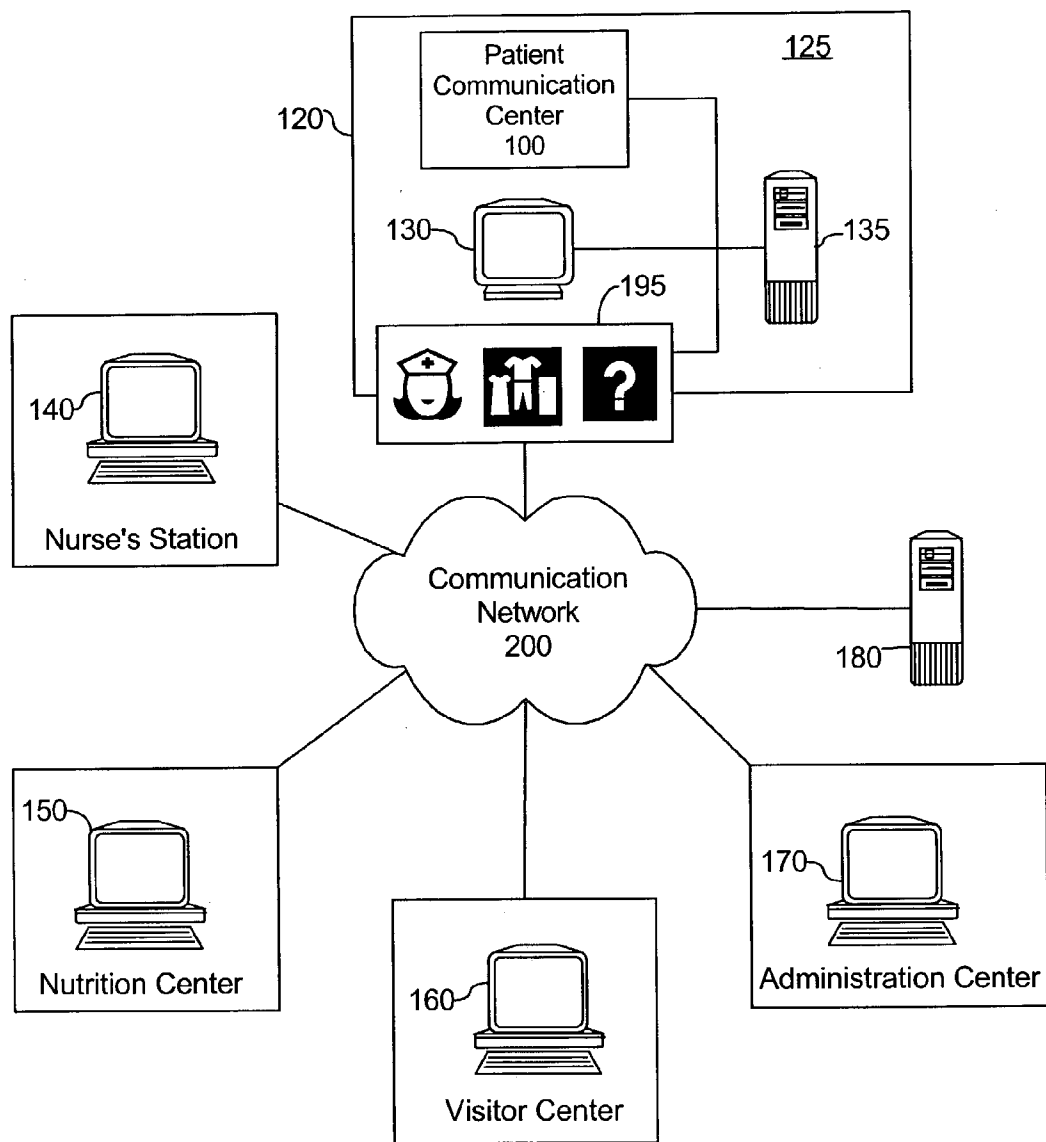 Patient
Communication
Center
100
125
120
130
135
195
?
140
Nurse's Station
Communication
Network
200
180
150
Nutrition Center
170
Administration Center
160
Visitor Center